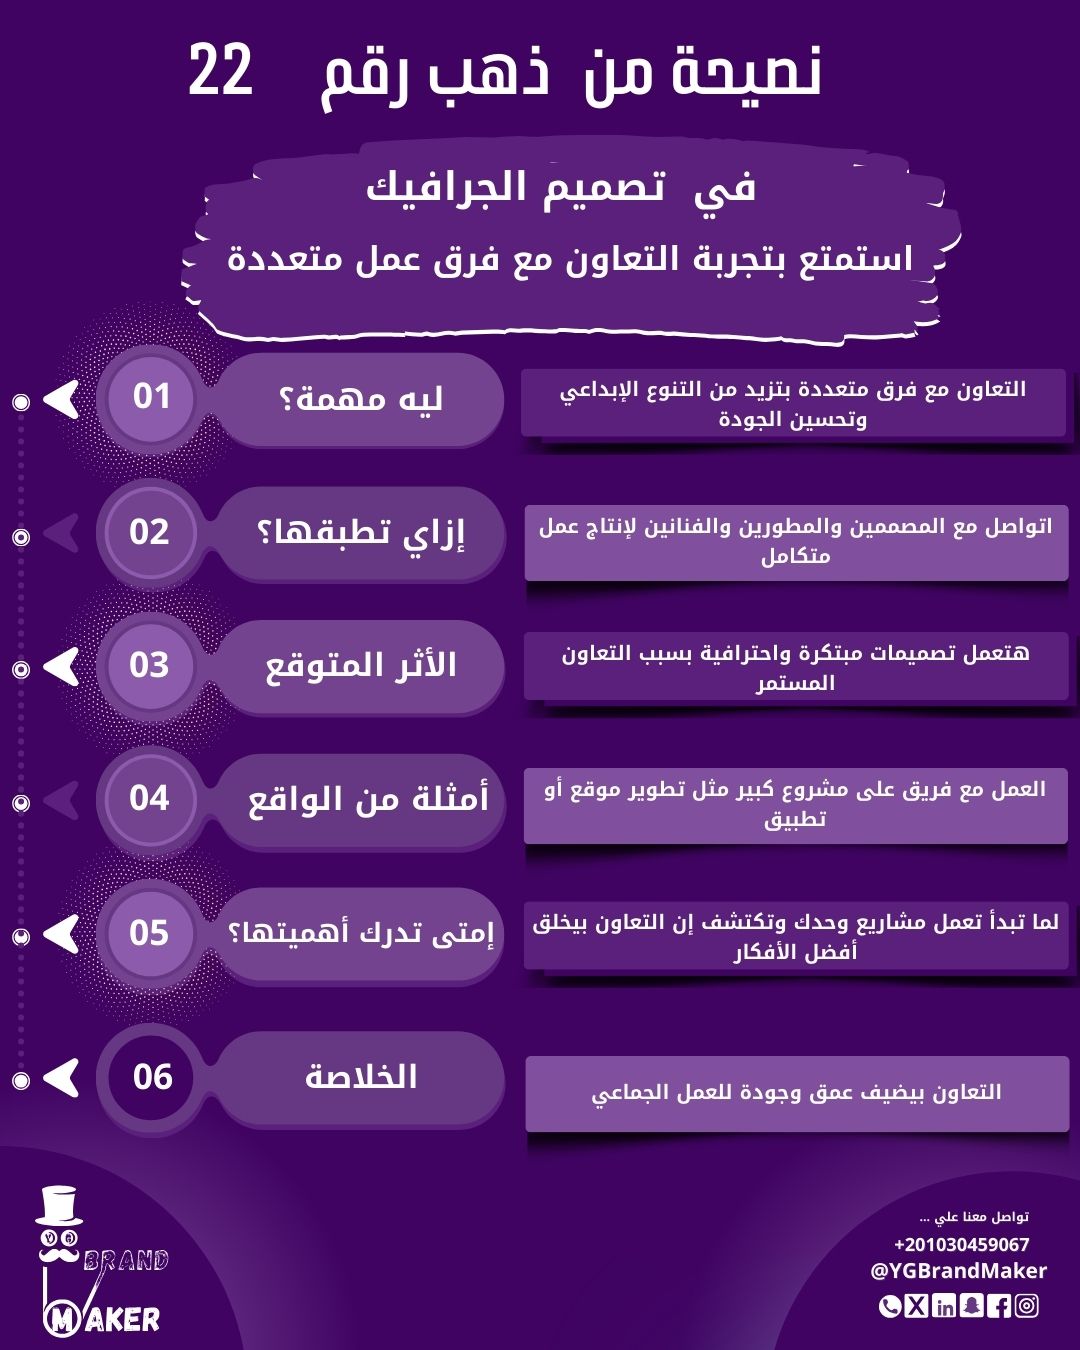 نصيحة من ذهب رقم 22
في تصميم الجرافيك
استمتع بتجربة التعاون مع فرق عمل متعددة
01
ليه مهمة؟
التعاون مع فرق متعددة بتزيد من التنوع الإبداعي
وتحسين الجودة
02
إزاي تطبقها؟
اتواصل مع المصممين والمطورين والفنانين لإنتاج عمل
متكامل
03
الأثر المتوقع
هتعمل تصميمات مبتكرة واحترافية بسبب التعاون
المستمر
04
أمثلة من الواقع
العمل مع فريق على مشروع كبير مثل تطوير موقع أو
تطبيق
05
إمتى تدرك أهميتها؟
لما تبدأ تعمل مشاريع وحدك وتكتشف إن التعاون بيخلق
أفضل الأفكار
06
الخلاصة
التعاون بيضيف عمق وجودة للعمل الجماعي
تواصل معنا علي ...
+201030459067
@YGBrandMaker
BRAND
MAKER